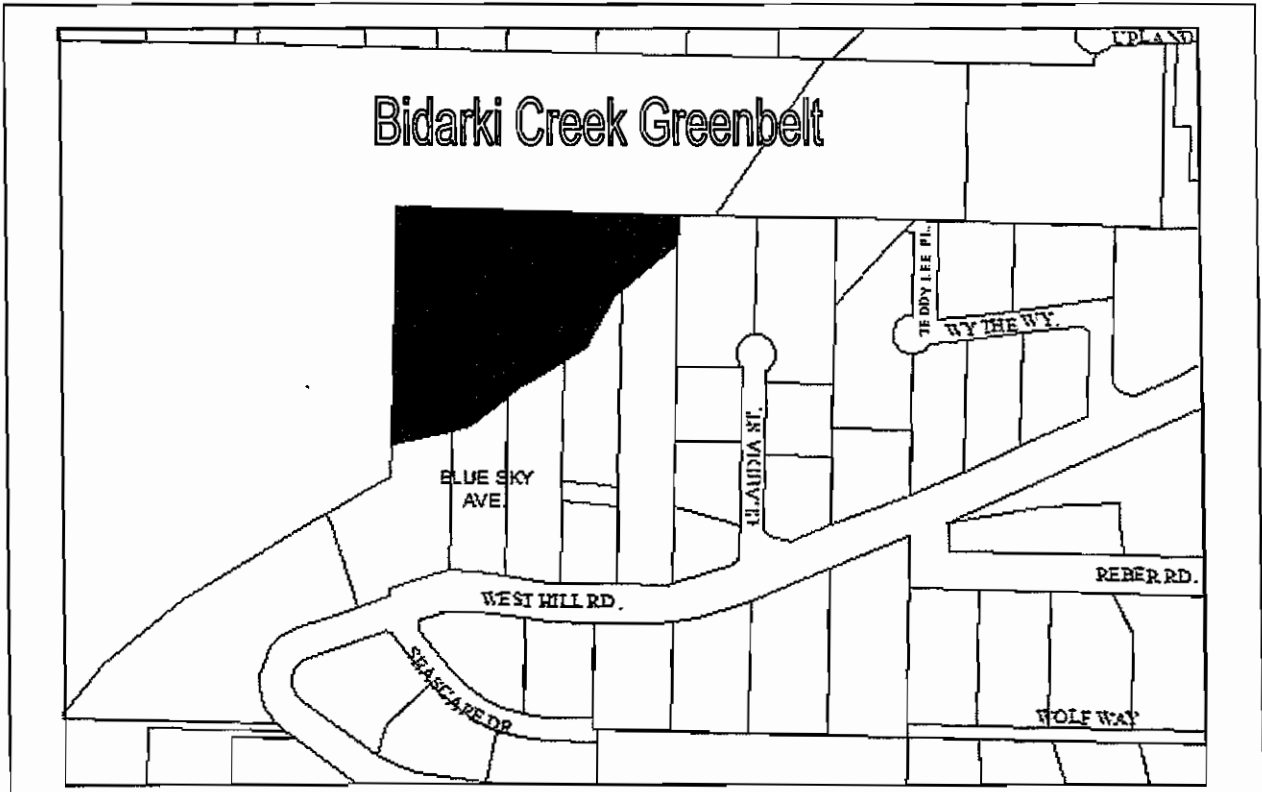 UPLAND
Bidarki Creek Greenbelt
TEDDY LEE PL.
WYTHE WY.
CLAUDIA ST.
BLUE SKY
AVE.
REBER RD.
WEST HILL RD.
SEASCAPE DR
WOLF WAY